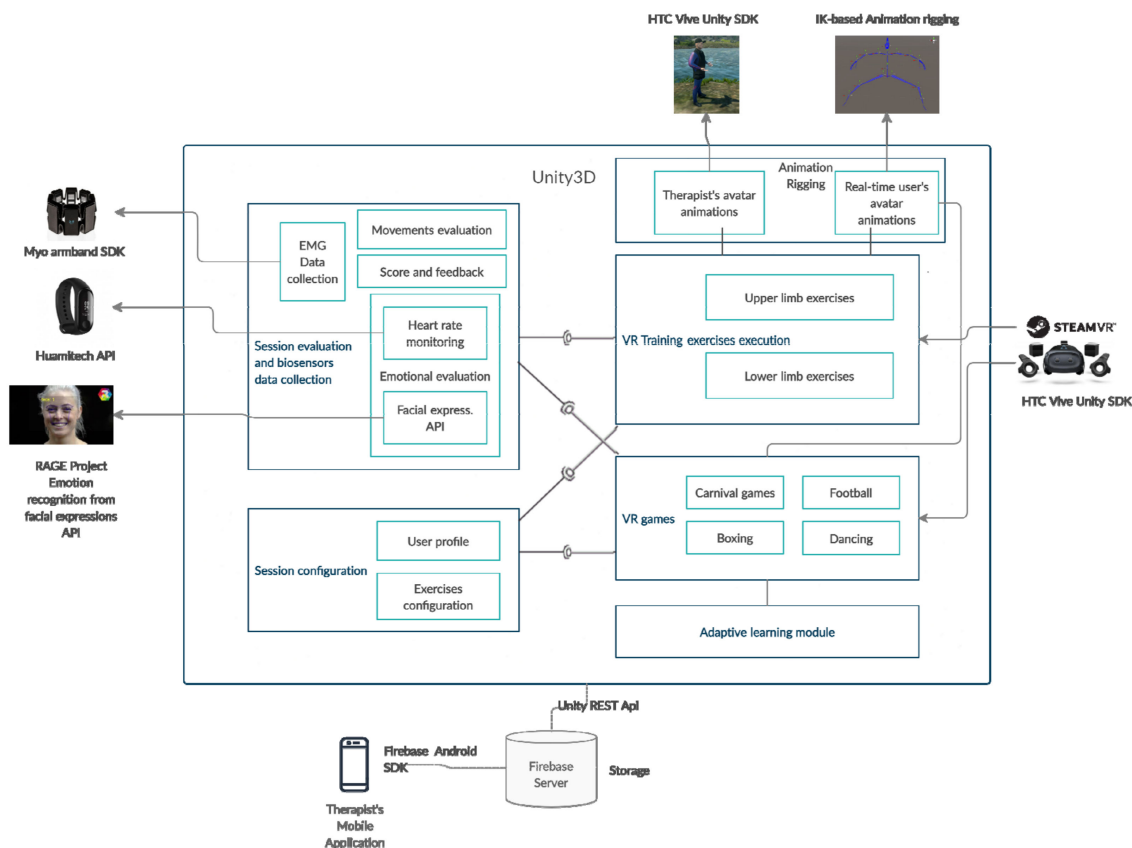 HTC Vive Unity SDK
IK-based Animation rigging
Unity3D
Animation
Rigging
Therapist's avatar
animations
Real-time user's
avatar
animations
Myo armband SDK
EMG
Data
collection
Movements evaluation
Score and feedback
Huamitech API
Heart rate
monitoring
Session evaluation
and biosensors
data collection
Emotional evaluation
Facial express.
API
RAGE Project
Emotion
recognition from
facial expressions
API
Upper limb exercises
VR Training exercises execution
Lower limb exercises
STEAMVR™
HTC Vive Unity SDK
Carnival games
Football
VR games
Boxing
Dancing
User profile
Session configuration
Exercises
configuration
Adaptive learning module
Unity REST Api
Firebase Android
SDK
Firebase
Server
Storage
Therapist's
Mobile
Application